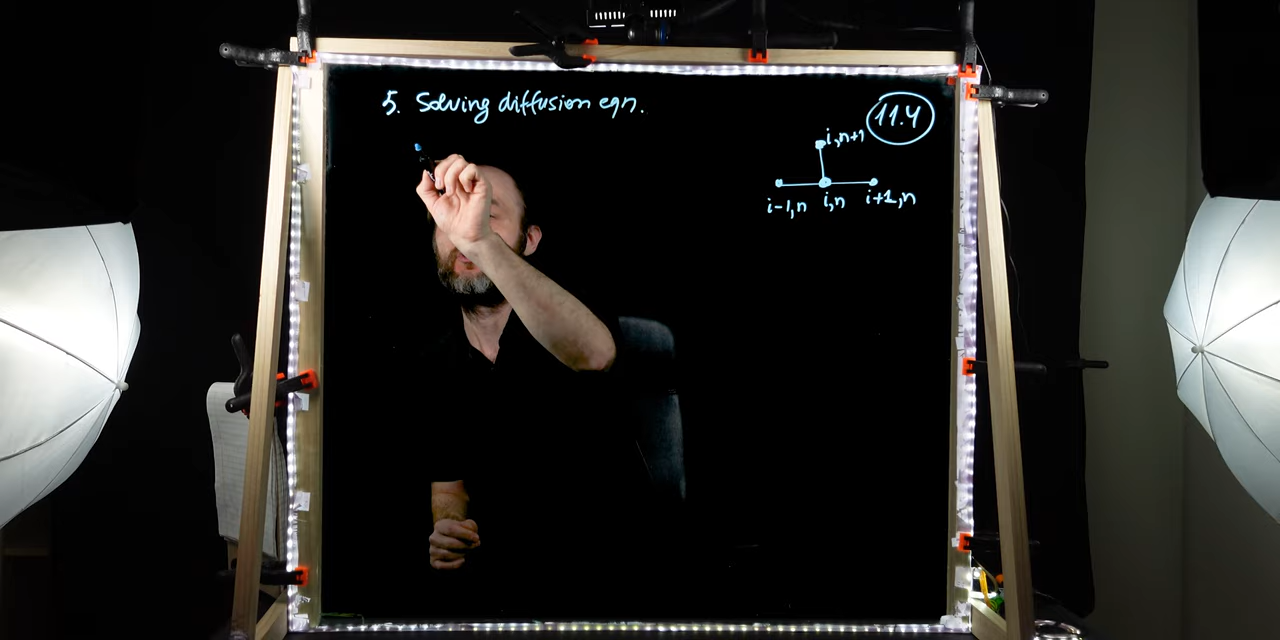 5. Solving diffusion eqn.
11.4
i,n+1
i-1,n i,n i+1,n